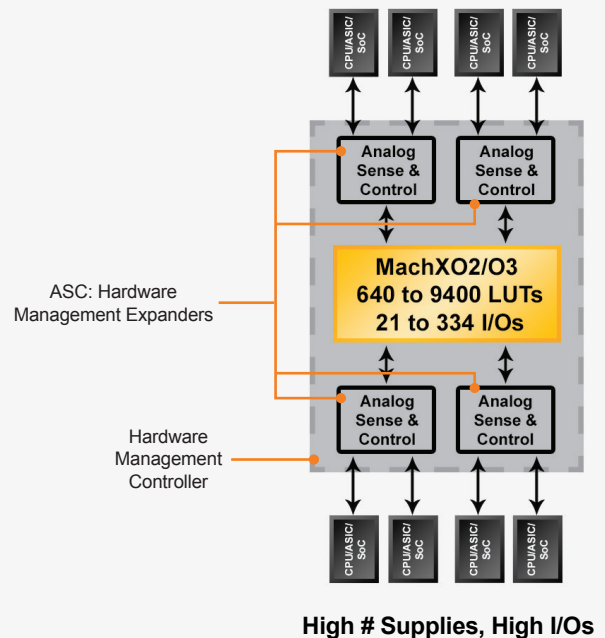 CPU/ASIC/
SoC
CPU/ASIC/
SoC
CPU/ASIC/
SoC
CPU/ASIC/
SoC
Analog
Sense &
Control
Analog
Sense &
Control
MachXO2/O3
640 to 9400 LUTs
21 to 334 I/Os
ASC: Hardware
Management Expanders
Analog
Sense &
Control
Analog
Sense &
Control
Hardware
Management
Controller
CPU/ASIC/
SoC
CPU/ASIC/
SoC
CPU/ASIC/
SoC
CPU/ASIC/
SoC
High # Supplies, High I/Os